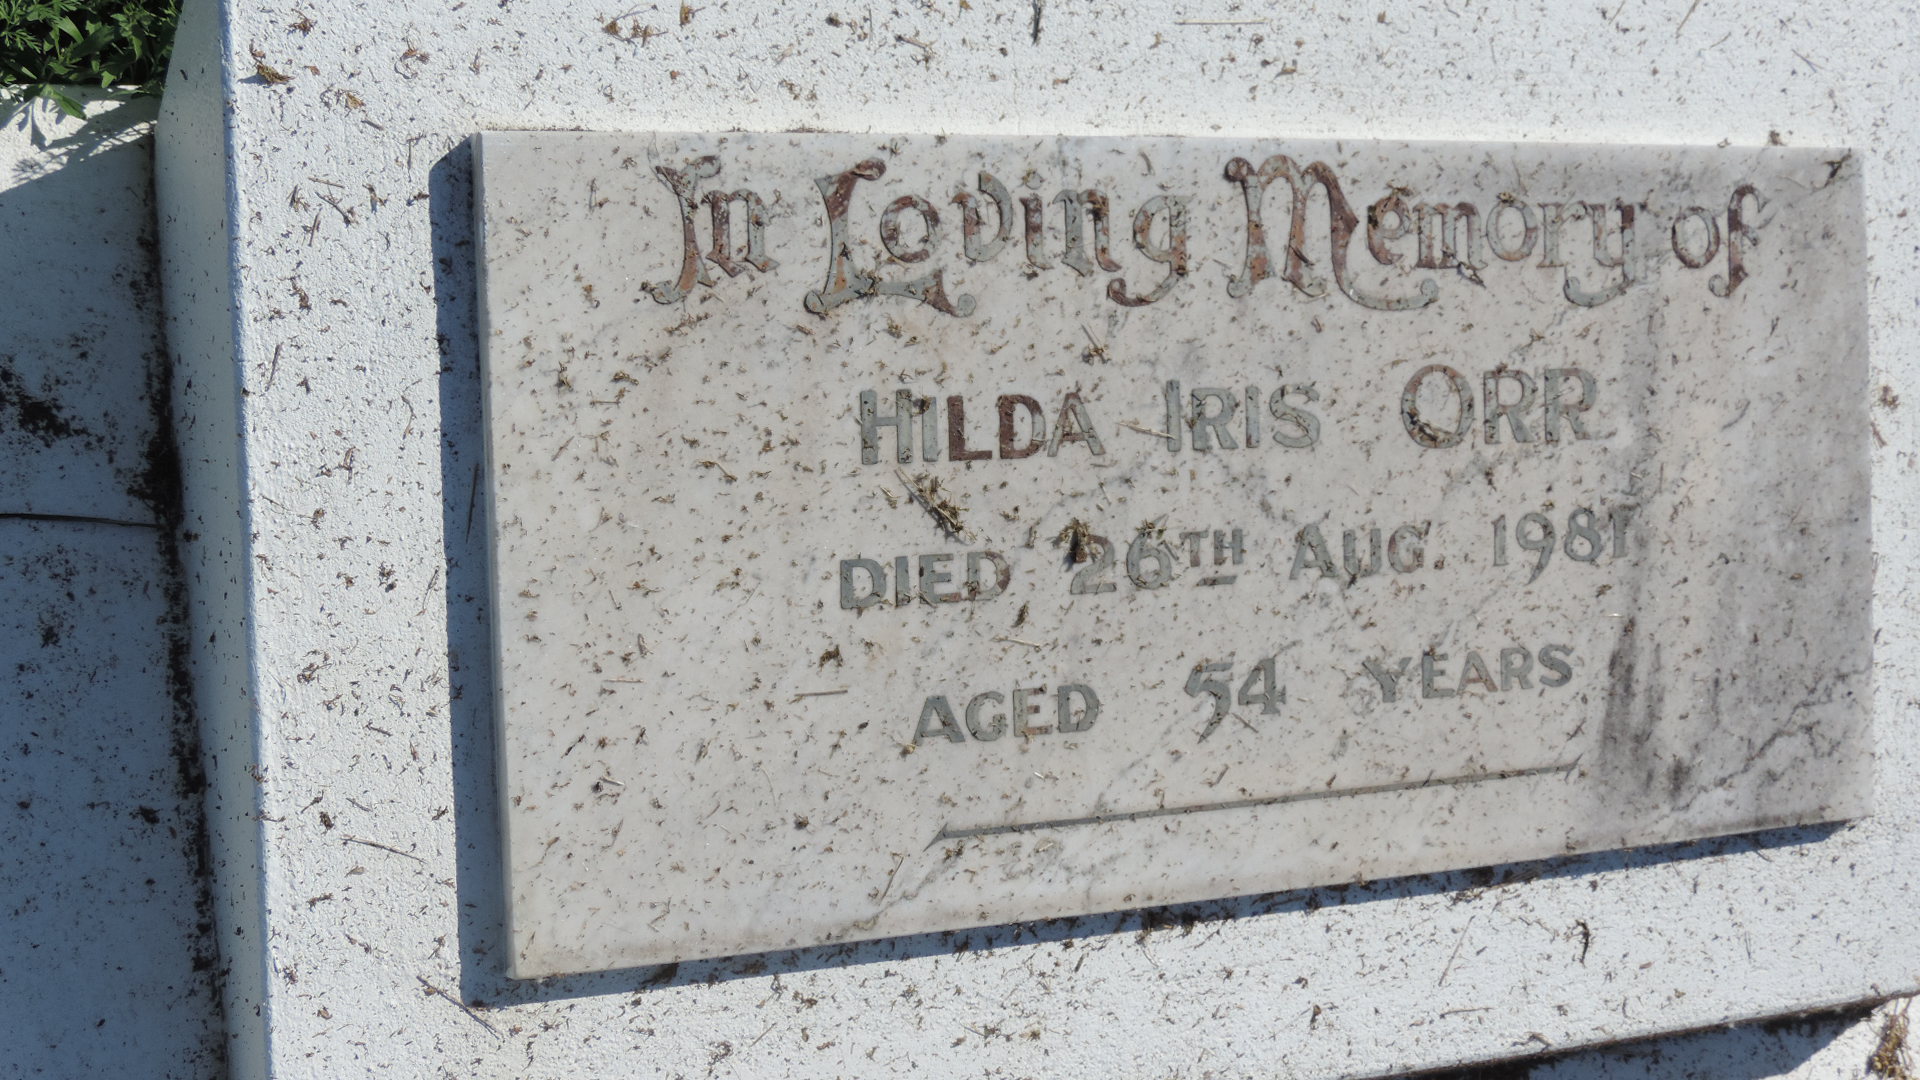 In Loving Memory of
HILDA IRIS ORR
DIED 26TH AUG. 1981
AGED 54 YEARS